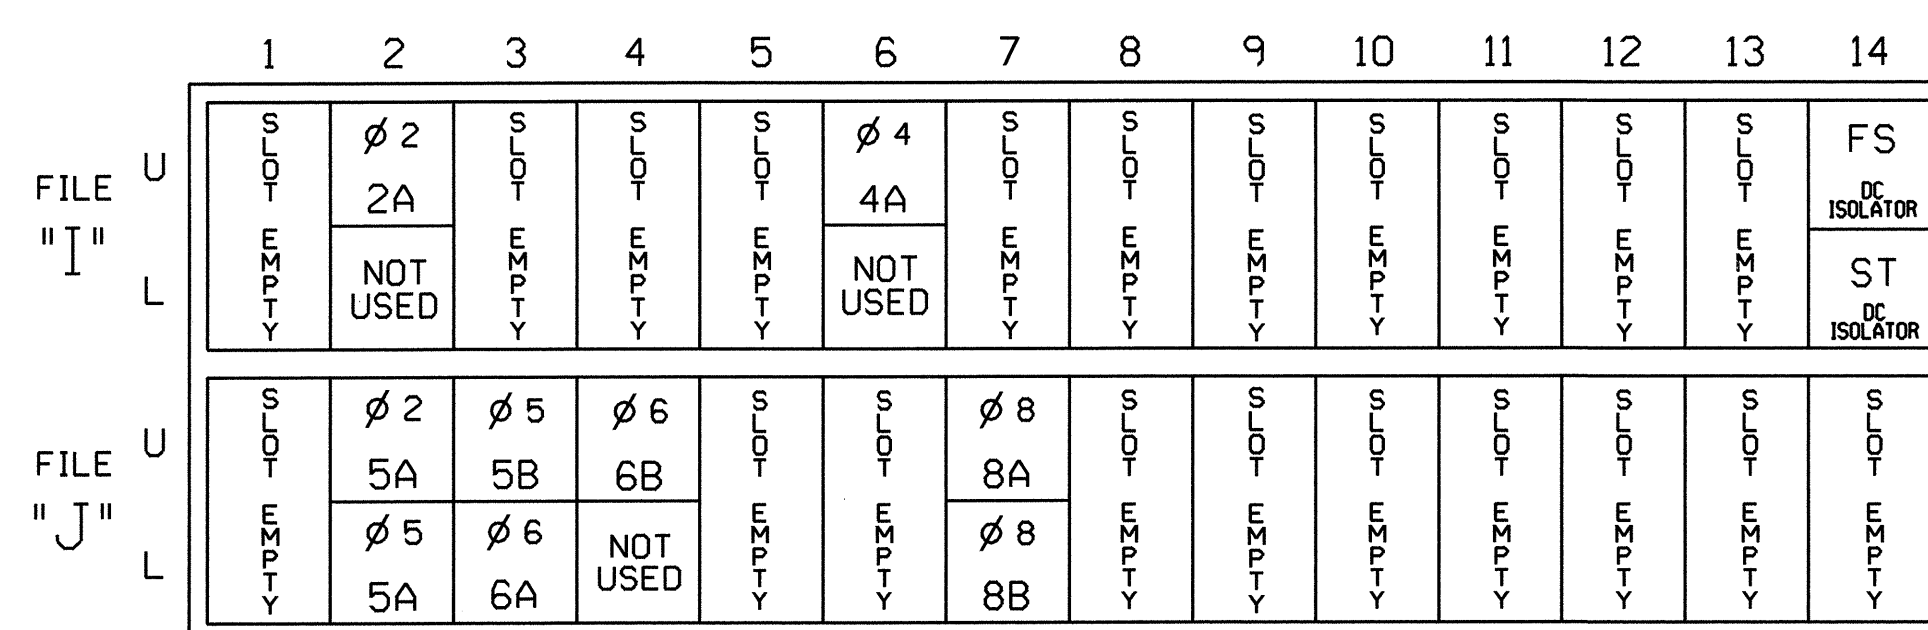 1 2 3 4 5 6 7 8 9 10 11 12 13 14
FILE "I"
U
L
SLOT EMPTY
Ø 2
2A
NOT
USED
SLOT EMPTY
SLOT EMPTY
SLOT EMPTY
Ø 4
4A
NOT
USED
SLOT EMPTY
SLOT EMPTY
SLOT EMPTY
SLOT EMPTY
SLOT EMPTY
SLOT EMPTY
SLOT EMPTY
FS
DC
ISOLATOR
ST
DC
ISOLATOR
FILE "J"
U
L
SLOT EMPTY
Ø 2
5A
Ø 5
5A
Ø 5
5B
Ø 6
6A
Ø 6
6B
NOT
USED
SLOT EMPTY
SLOT EMPTY
Ø 8
8A
Ø 8
8B
SLOT EMPTY
SLOT EMPTY
SLOT EMPTY
SLOT EMPTY
SLOT EMPTY
SLOT EMPTY
SLOT EMPTY